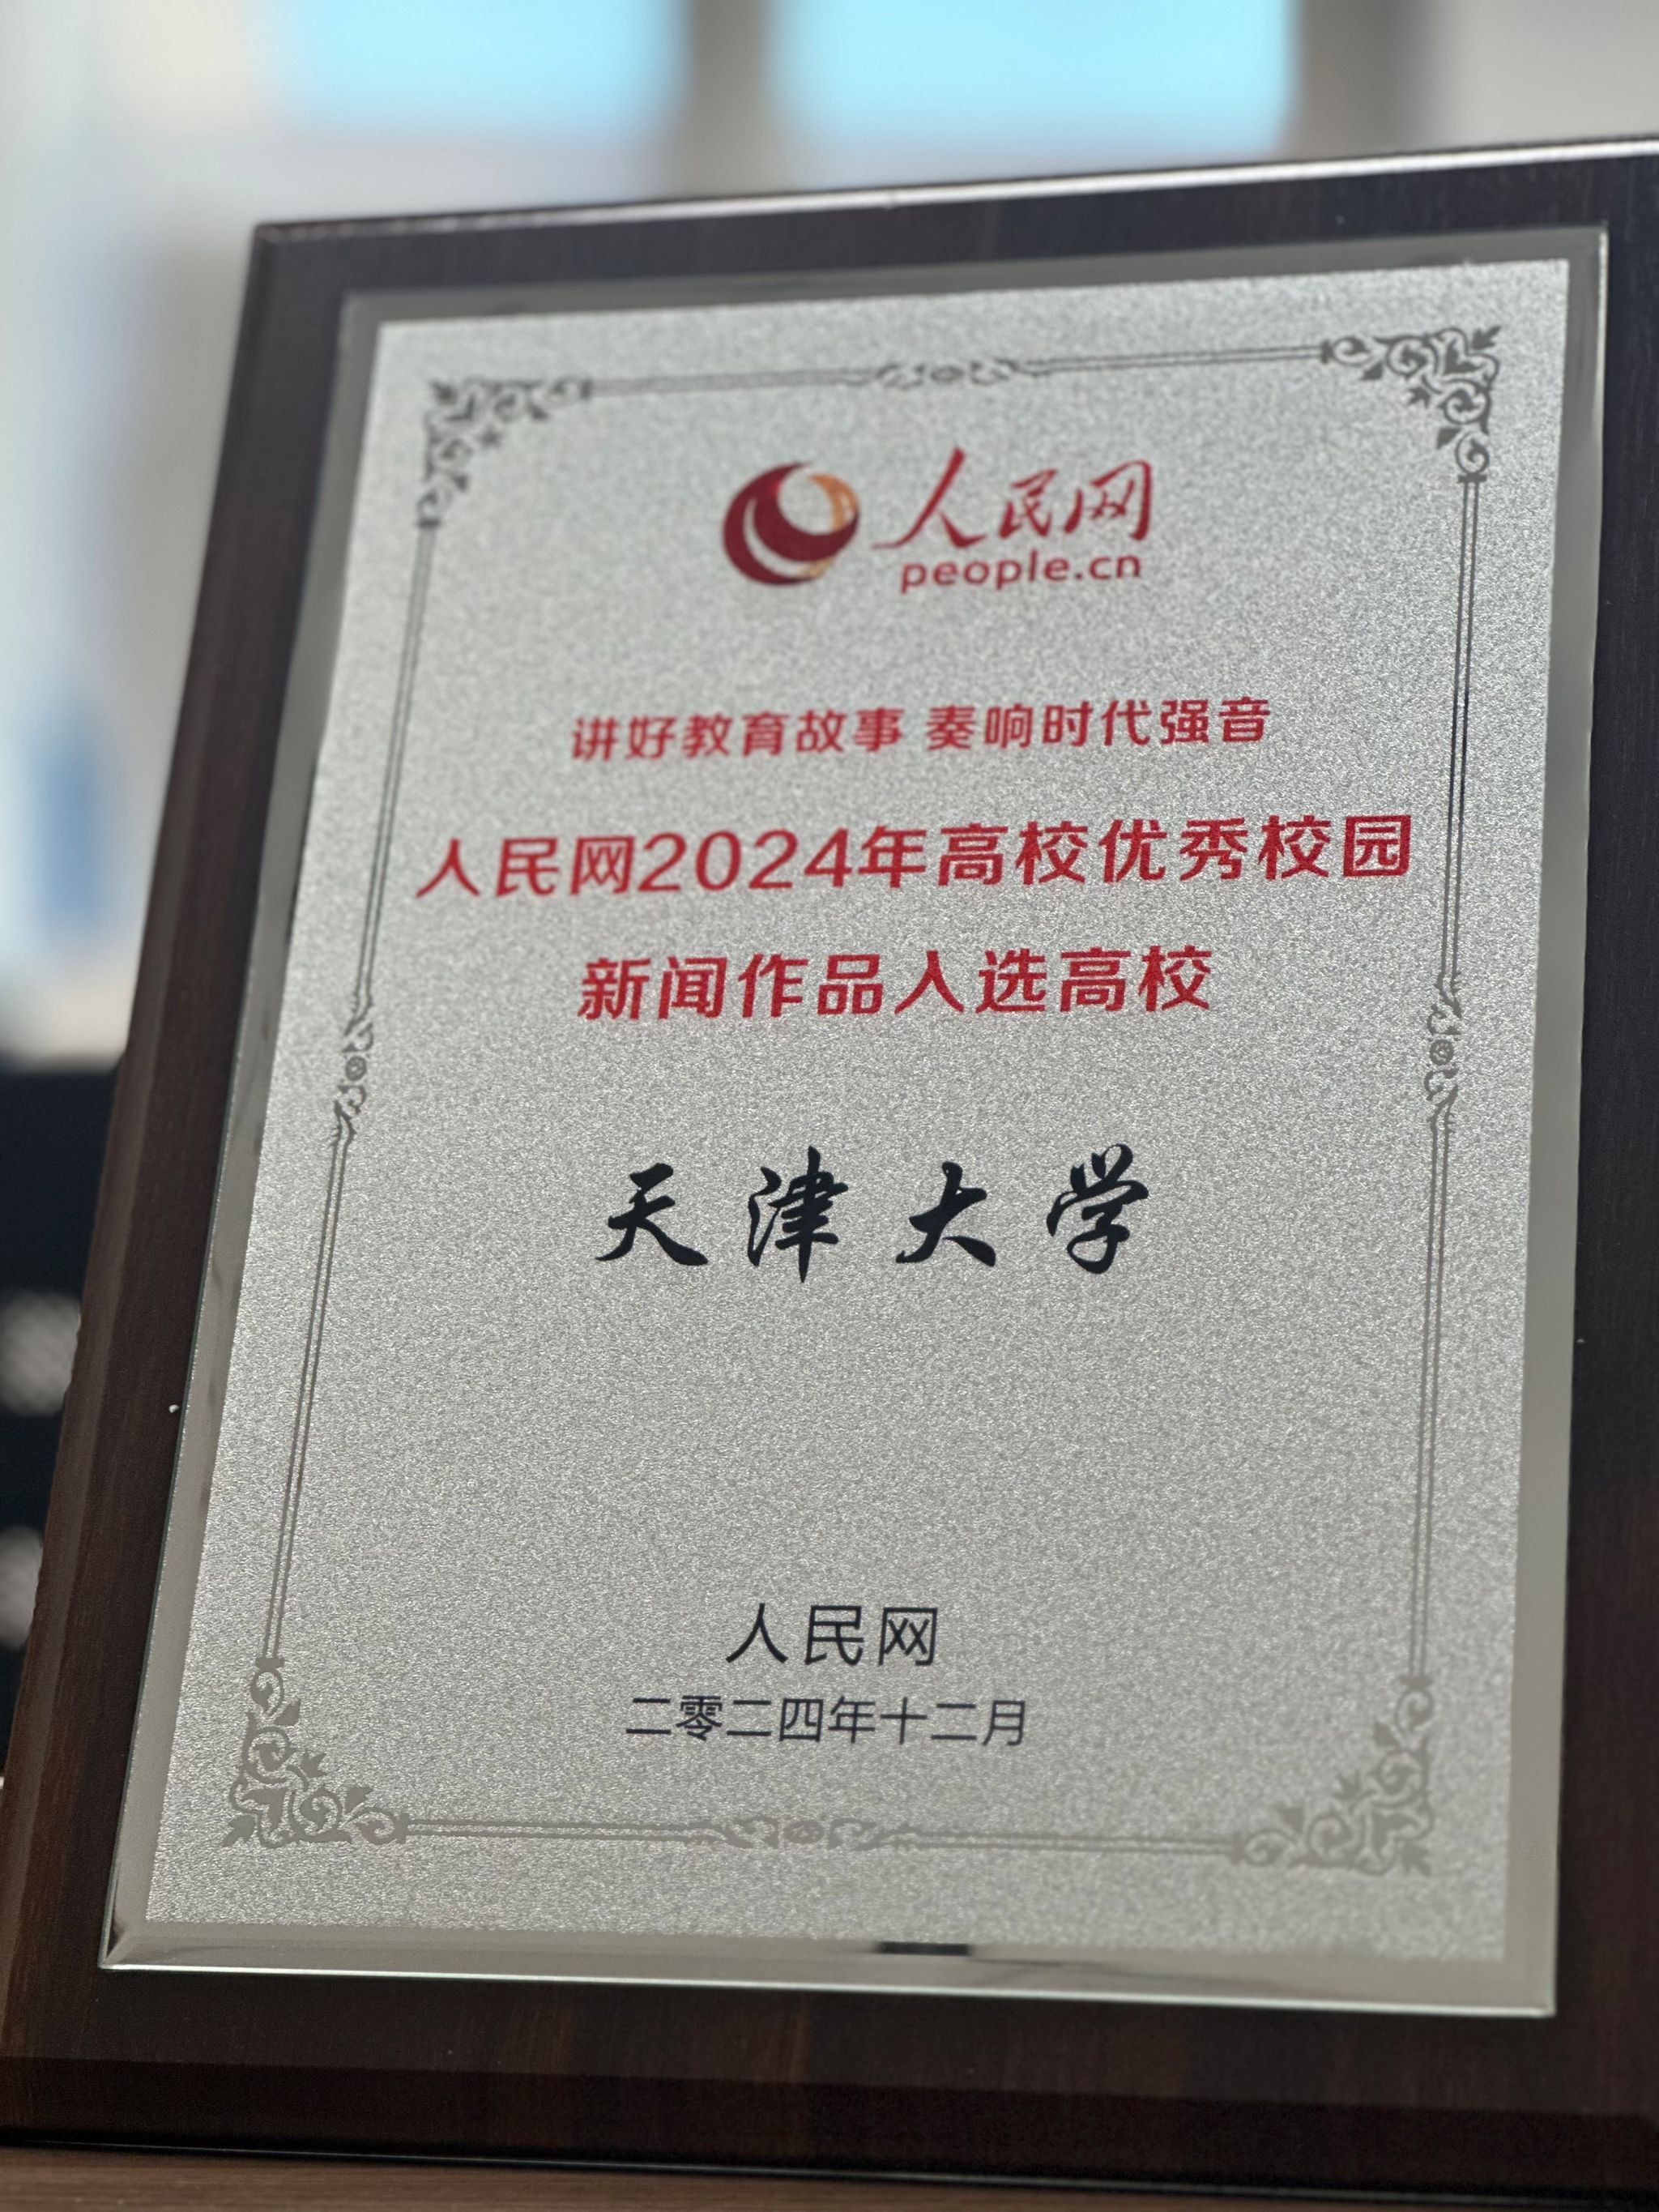 人民网
people.cn
讲好教育故事 奏响时代强音
人民网2024年高校优秀校园
新闻作品入选高校
天津大学
人民网
二零二四年十二月